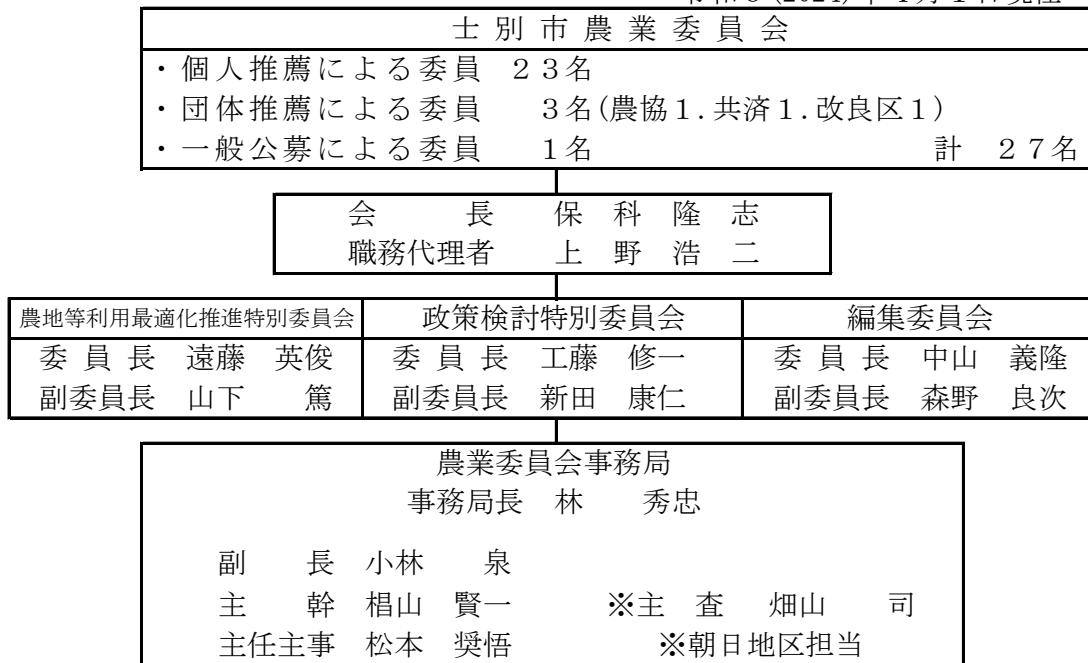 士別市農業委員会
・個人推薦による委員 ２３名
・団体推薦による委員 ３名(農協１.共済１.改良区１)
・一般公募による委員 １名 計 ２７名
会 長 保科隆志
職務代理者 上野浩二
農地等利用最適化推進特別委員会 政策検討特別委員会 編集委員会
委員長 遠藤 英俊 委員長 工藤 修一 委員長 中山 義隆
副委員長 山下 篤 副委員長 新田 康仁 副委員長 森野 良次
農業委員会事務局
事務局長 林 秀忠
副 長 小林 泉
主 幹 椙山 賢一 ※主 査 畑山 司
主任主事 松本 奨悟 ※朝日地区担当